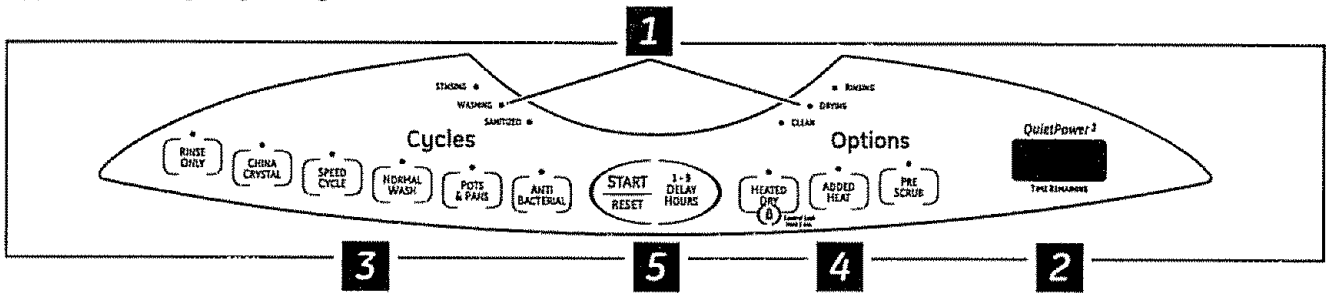 1
SENSING
WASHING
SANITIZED
RINSING
DRYING
CLEAN
Cycles
Options
QuietPower 3
TIME REMAINING
RINSE
ONLY
CHINA
CRYSTAL
SPEED
CYCLE
NORMAL
WASH
POTS
& PANS
ANTI
BACTERIAL
START
RESET
1 - 9
DELAY
HOURS
HEATED
DRY
ADDED
HEAT
PRE
SCRUB
Control Lock
3
5
4
2